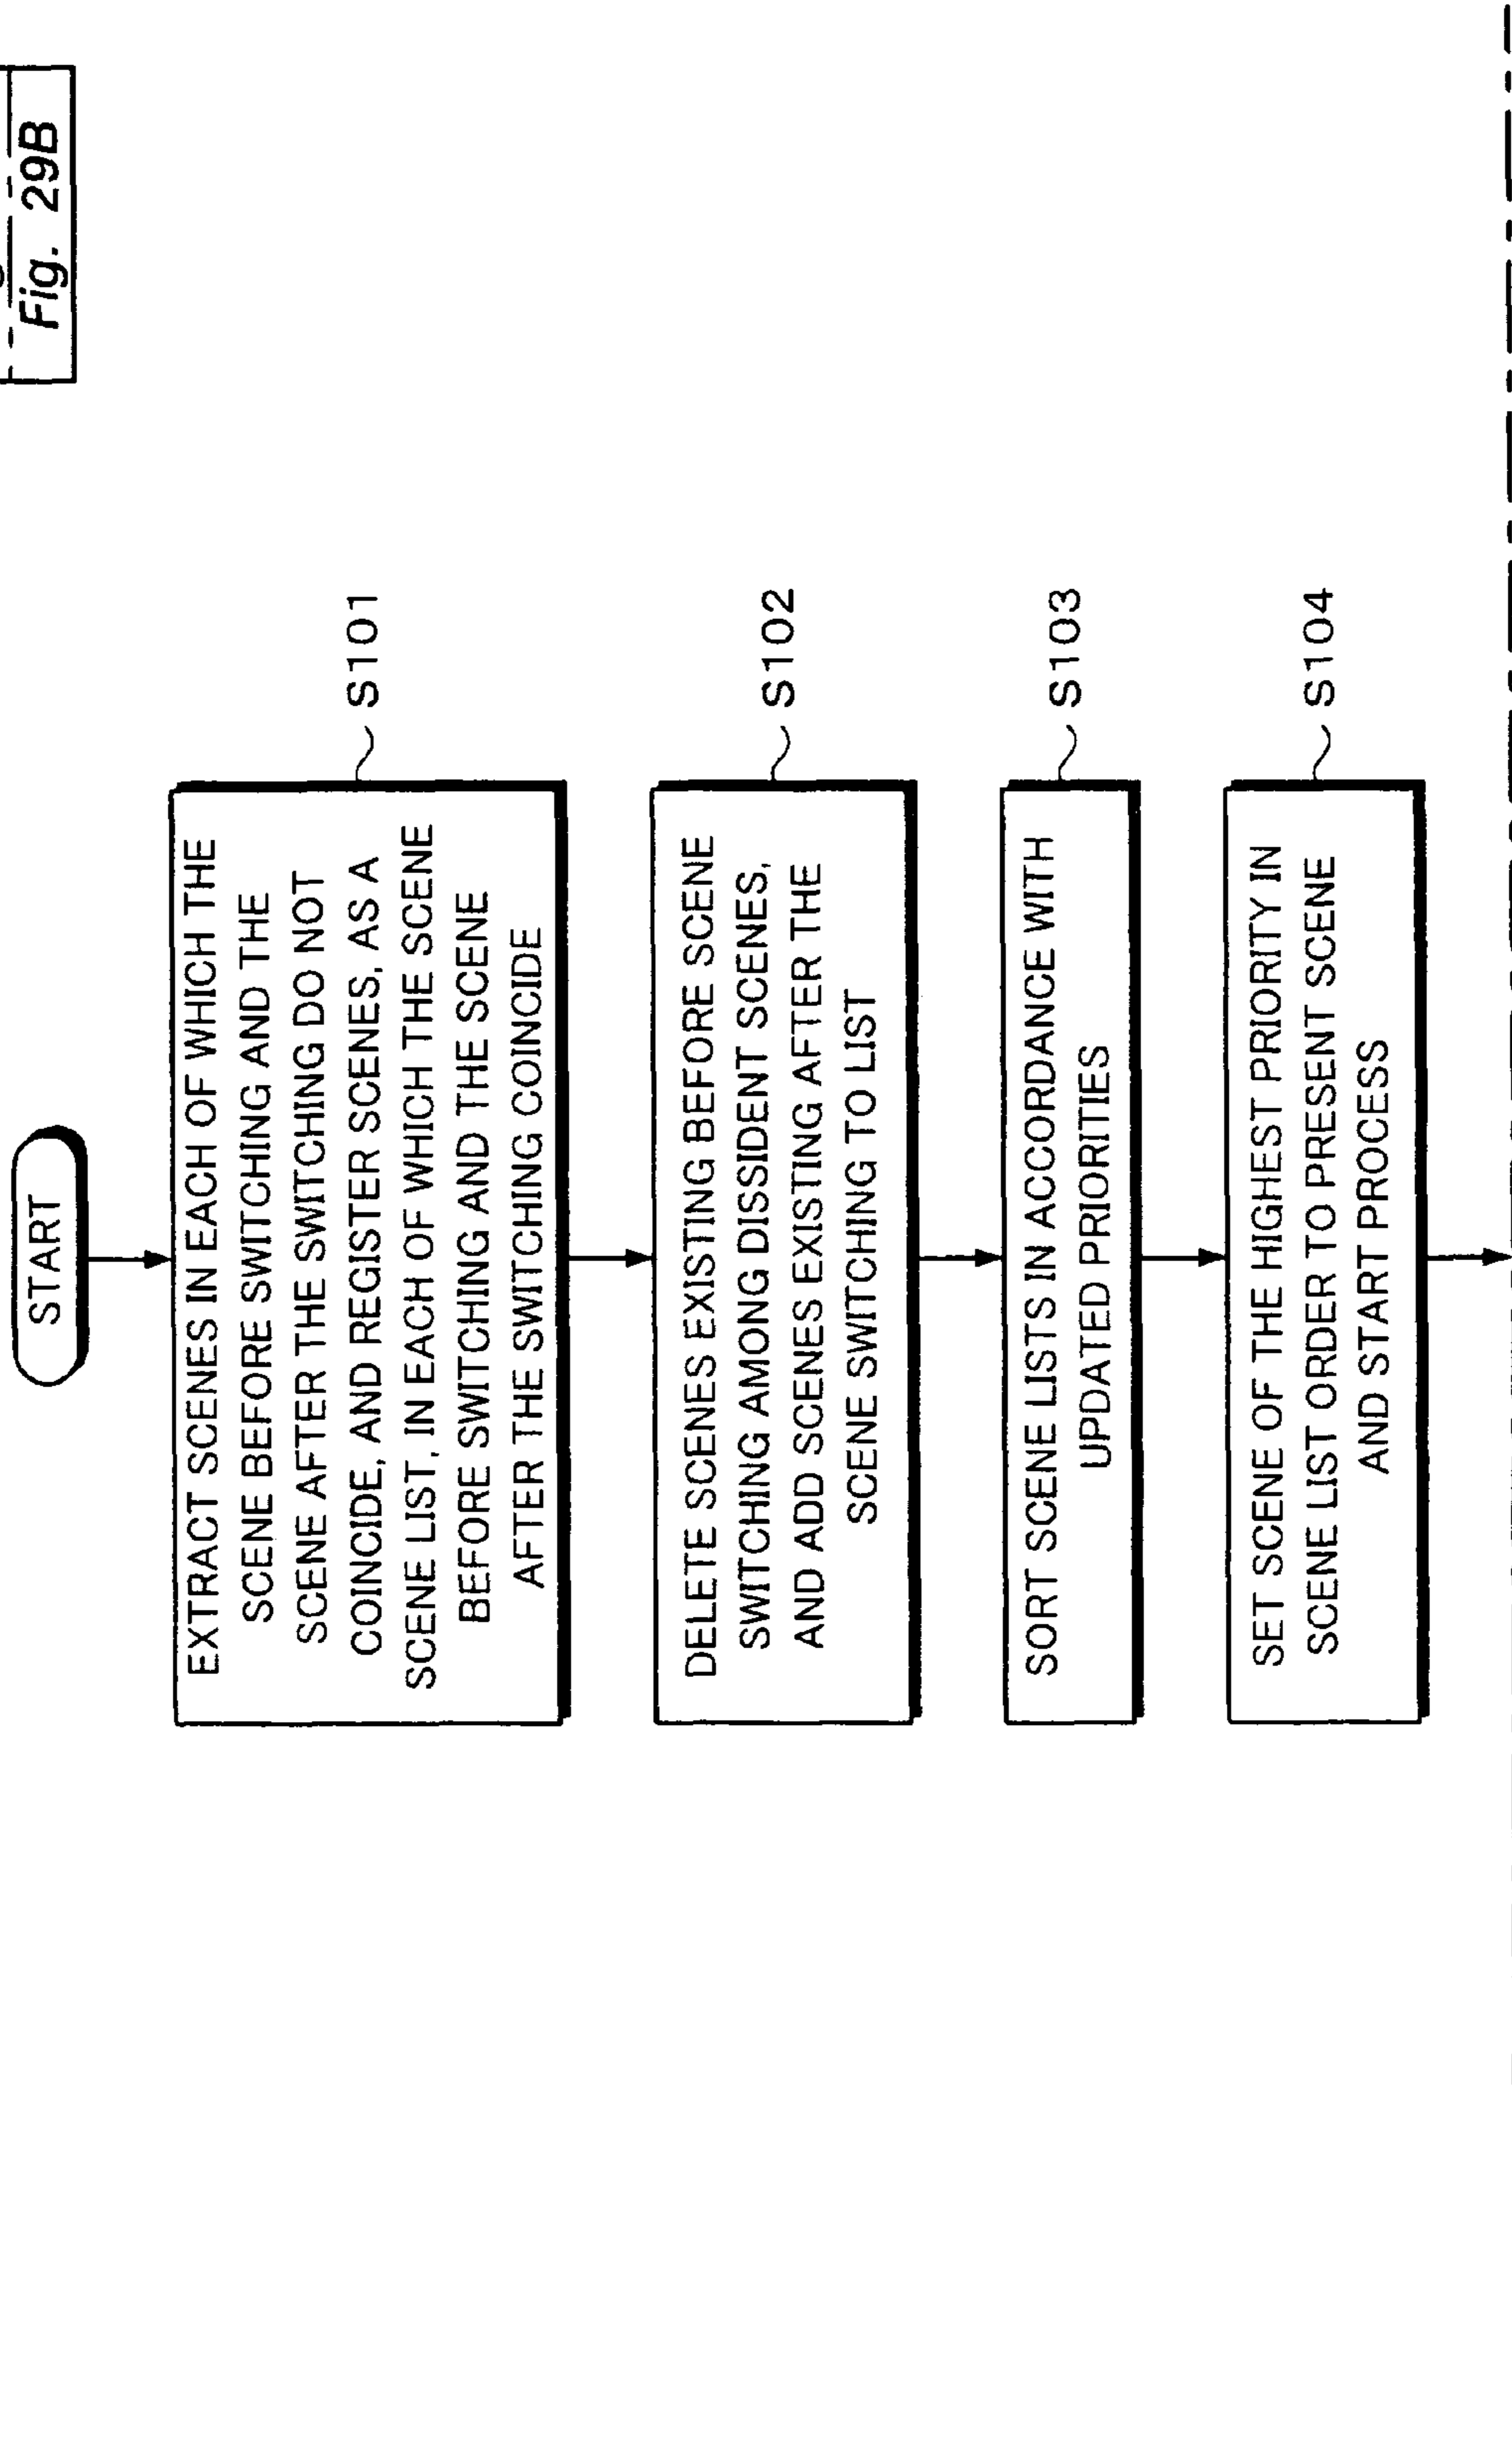 Fig. 29B
START
EXTRACT SCENES IN EACH OF WHICH THE
SCENE BEFORE SWITCHING AND THE
SCENE AFTER THE SWITCHING DO NOT
COINCIDE, AND REGISTER SCENES, AS A
SCENE LIST, IN EACH OF WHICH THE SCENE
BEFORE SWITCHING AND THE SCENE
AFTER THE SWITCHING COINCIDE
S101
DELETE SCENES EXISTING BEFORE SCENE
SWITCHING AMONG DISSIDENT SCENES,
AND ADD SCENES EXISTING AFTER THE
SCENE SWITCHING TO LIST
S102
SORT SCENE LISTS IN ACCORDANCE WITH
UPDATED PRIORITIES
S103
SET SCENE OF THE HIGHEST PRIORITY IN
SCENE LIST ORDER TO PRESENT SCENE
AND START PROCESS
S104